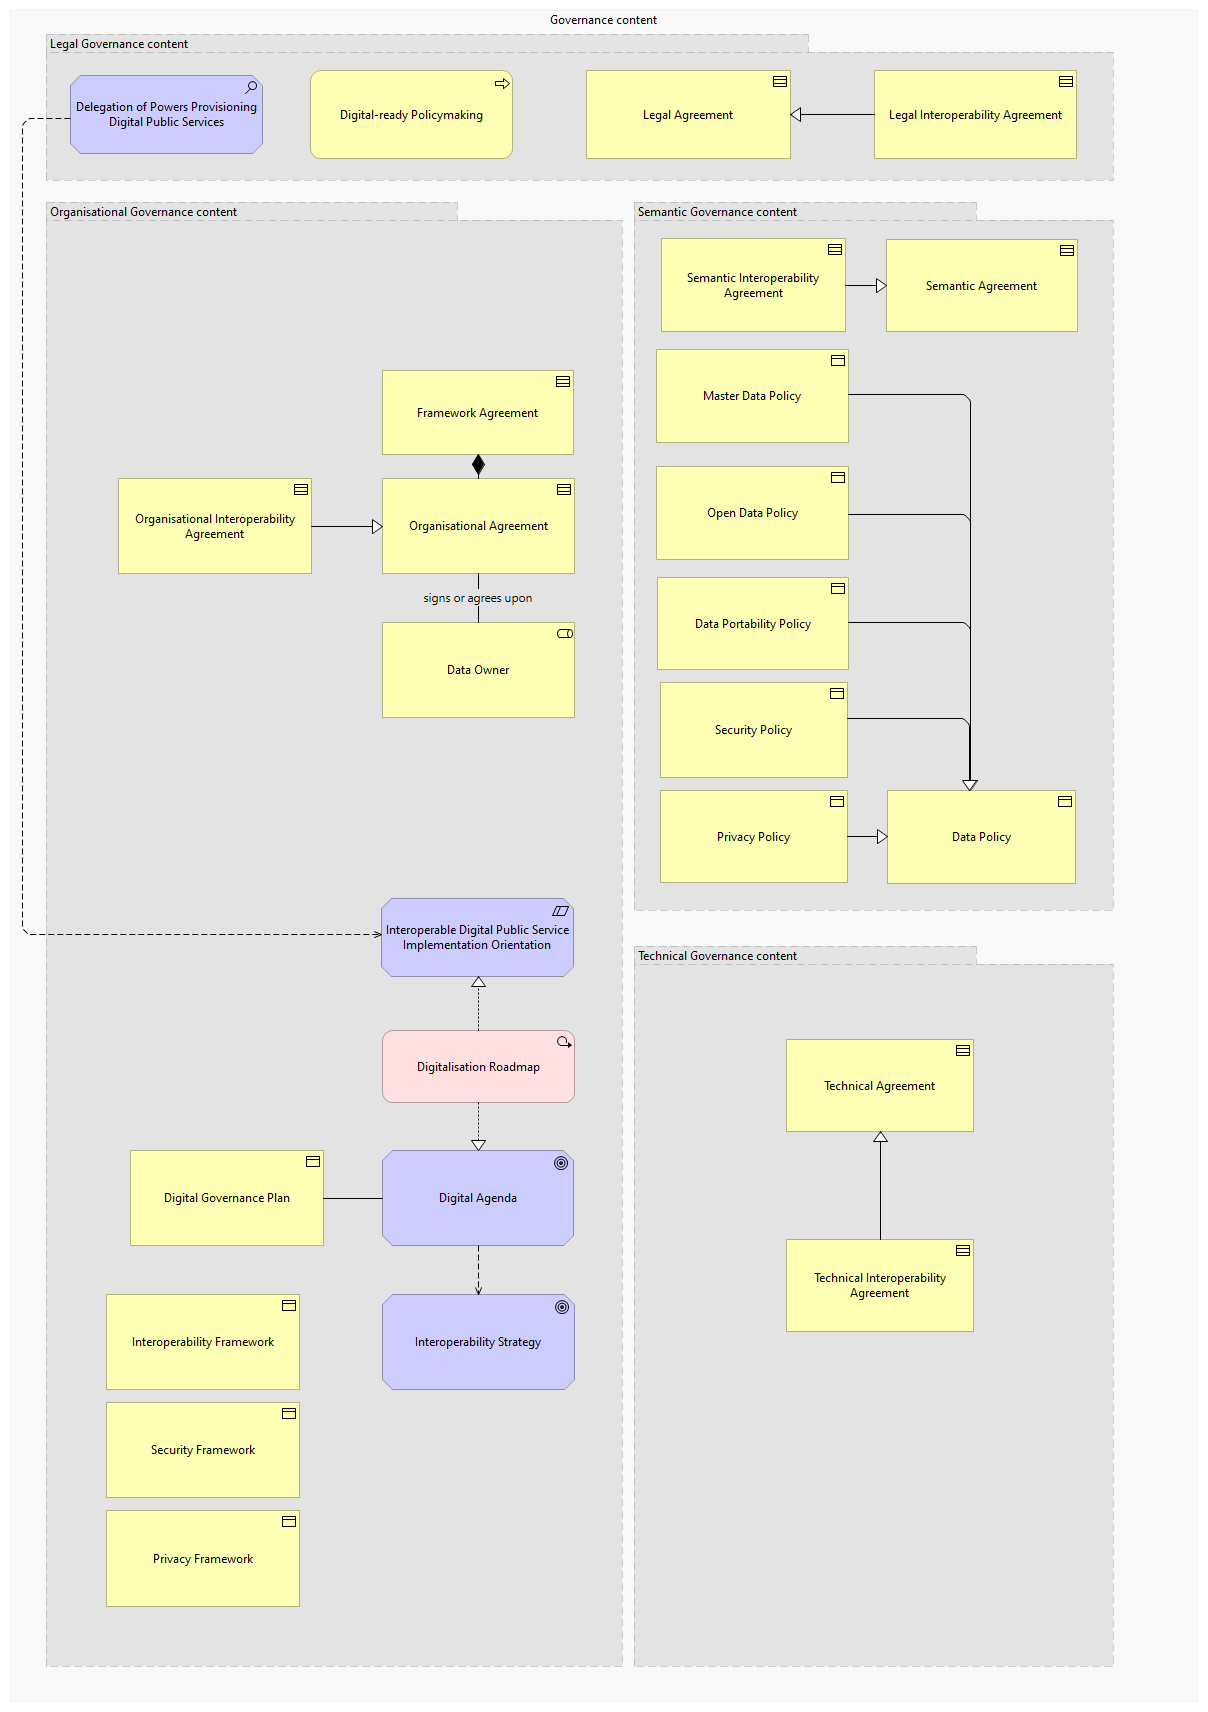 Governance content
Legal Governance content
Delegation of Powers Provisioning
Digital Public Services
Digital-ready Policymaking
Legal Agreement
Legal Interoperability Agreement
Organisational Governance content
Framework Agreement
Organisational Interoperability
Agreement
Organisational Agreement
signs or agrees upon
Data Owner
Interoperable Digital Public Service
Implementation Orientation
Digitalisation Roadmap
Digital Governance Plan
Digital Agenda
Interoperability Framework
Interoperability Strategy
Security Framework
Privacy Framework
Semantic Governance content
Semantic Interoperability
Agreement
Semantic Agreement
Master Data Policy
Open Data Policy
Data Portability Policy
Security Policy
Privacy Policy
Data Policy
Technical Governance content
Technical Agreement
Technical Interoperability
Agreement